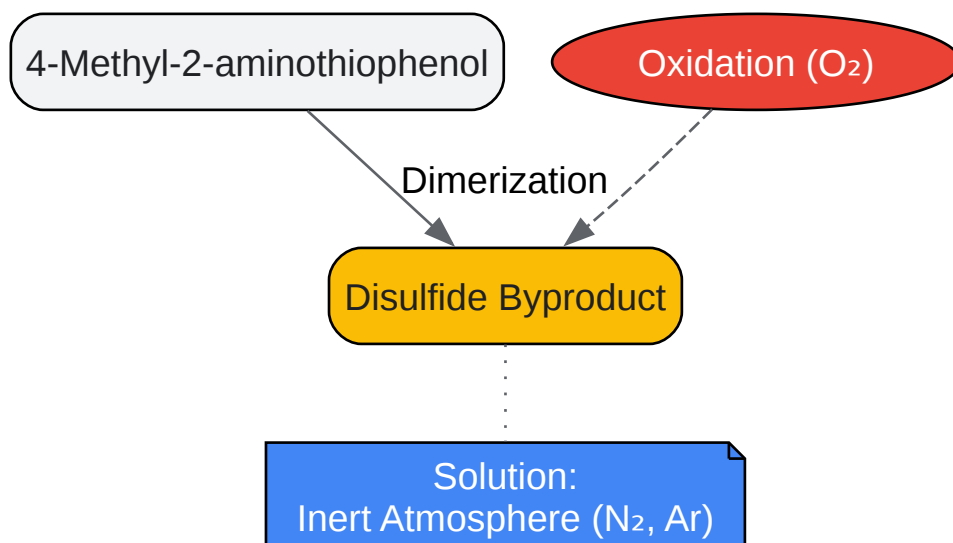 4-Methyl-2-aminothiophenol
Oxidation (O₂)
Dimerization
Disulfide Byproduct
Solution:
Inert Atmosphere (N₂, Ar)